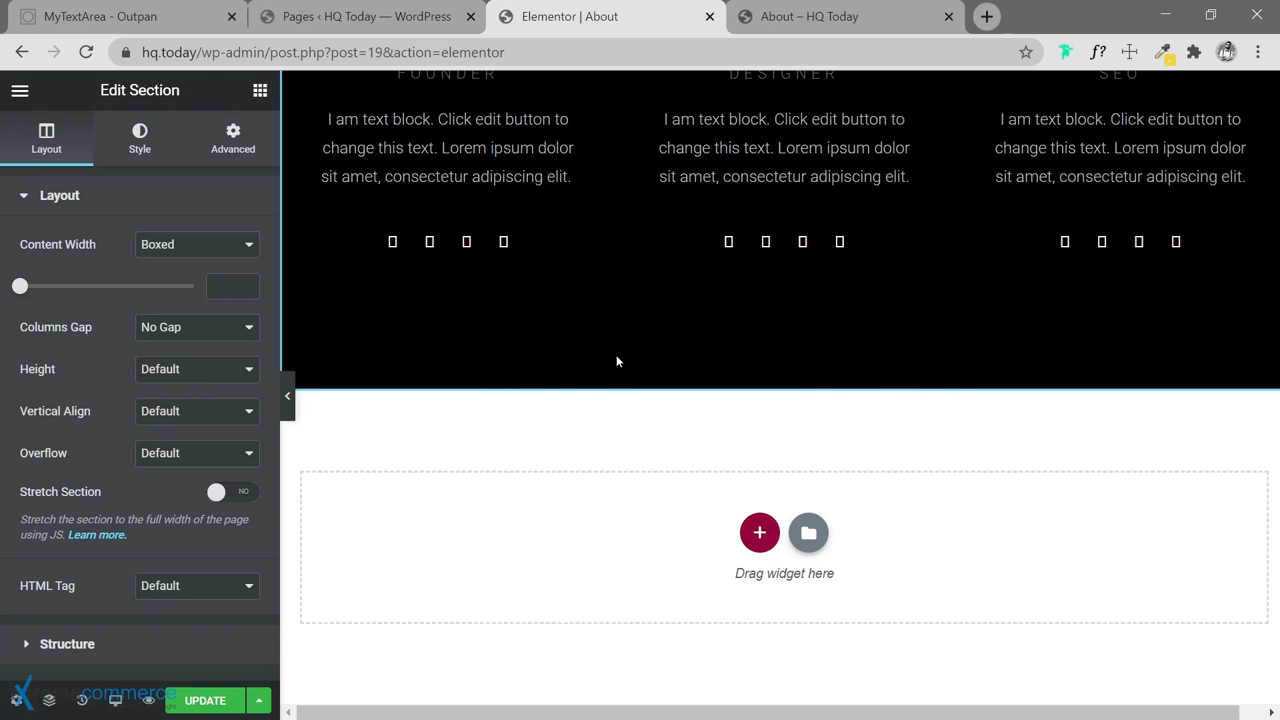 MyTextArea - Outpan
Pages ‹ HQ Today — WordPress
Elementor | About
About – HQ Today
hq.today/wp-admin/post.php?post=19&action=elementor
f?
Edit Section
Layout
Style
Advanced
Layout
Content Width
Boxed
Columns Gap
No Gap
Height
Default
Vertical Align
Default
Overflow
Default
Stretch Section
NO
Stretch the section to the full width of the page
using JS. Learn more.
HTML Tag
Default
Structure
commerce
UPDATE
FOUNDER
I am text block. Click edit button to
change this text. Lorem ipsum dolor
sit amet, consectetur adipiscing elit.
DESIGNER
I am text block. Click edit button to
change this text. Lorem ipsum dolor
sit amet, consectetur adipiscing elit.
SEO
I am text block. Click edit button to
change this text. Lorem ipsum dolor
sit amet, consectetur adipiscing elit.
Drag widget here